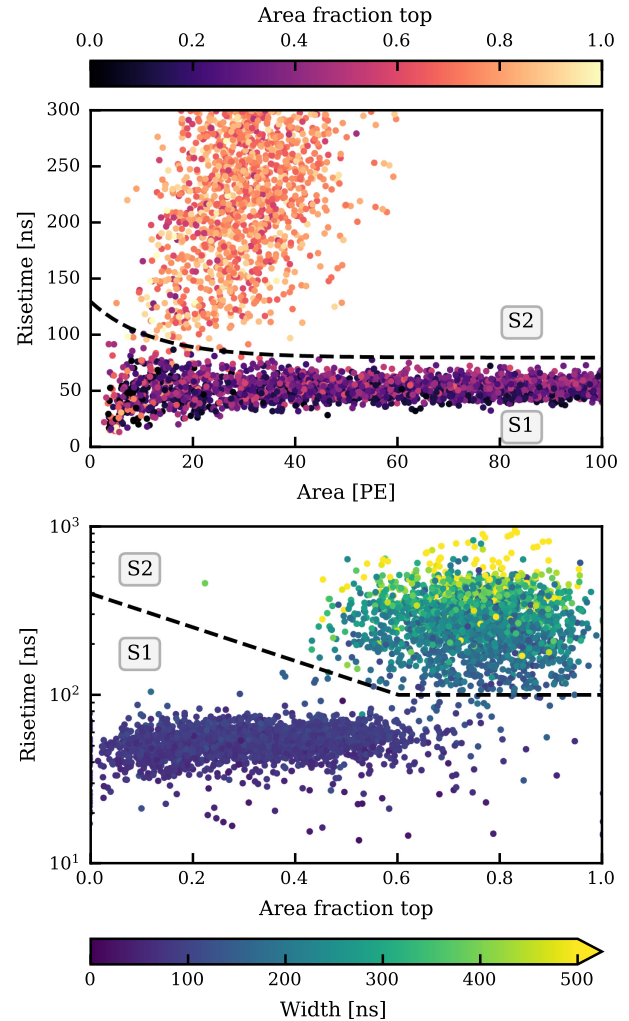 Area fraction top
0.0 0.2 0.4 0.6 0.8 1.0
300
250
200
150
100
50
0
Risetime [ns]
S2
S1
0 20 40 60 80 100
Area [PE]
10³
10²
10¹
Risetime [ns]
S2
S1
0.0 0.2 0.4 0.6 0.8 1.0
Area fraction top
0 100 200 300 400 500
Width [ns]